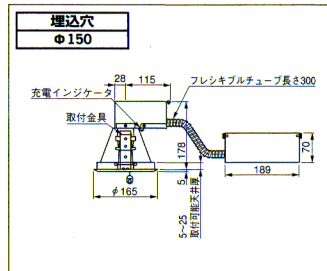 埋込穴
Φ150
28
115
フレシキブルチューブ長さ300
充電インジケータ
取付金具
178
70
189
φ165
5
5~25
取付可能天井厚